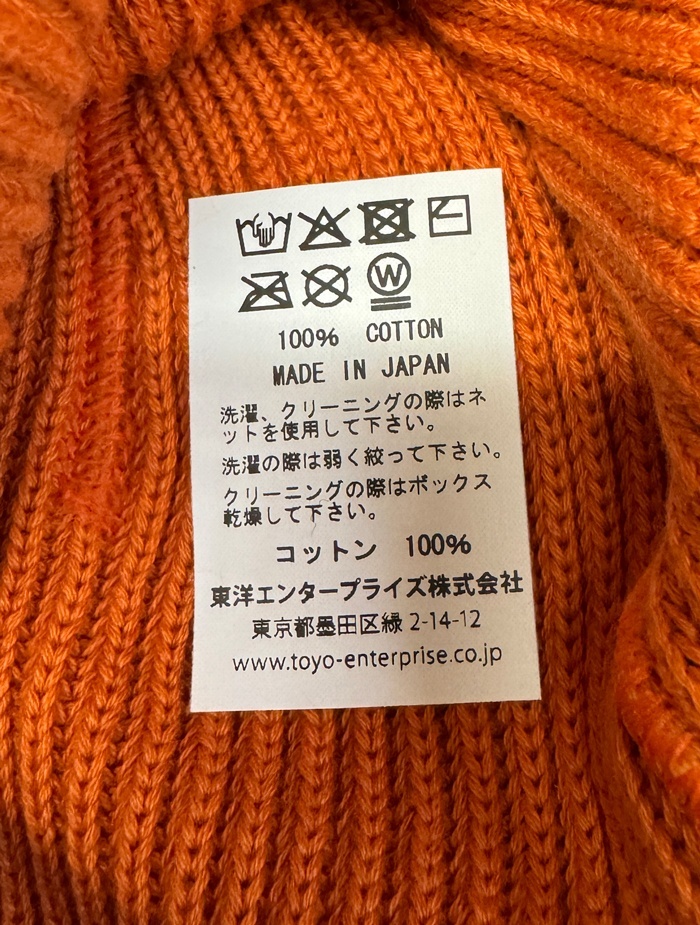 W
100% COTTON
MADE IN JAPAN
洗濯、クリーニングの際はネ
ットを使用して下さい。
洗濯の際は弱く絞って下さい。
クリーニングの際はボックス
乾燥して下さい。
コットン 100%
東洋エンタープライズ株式会社
東京都墨田区緑 2-14-12
www.toyo-enterprise.co.jp